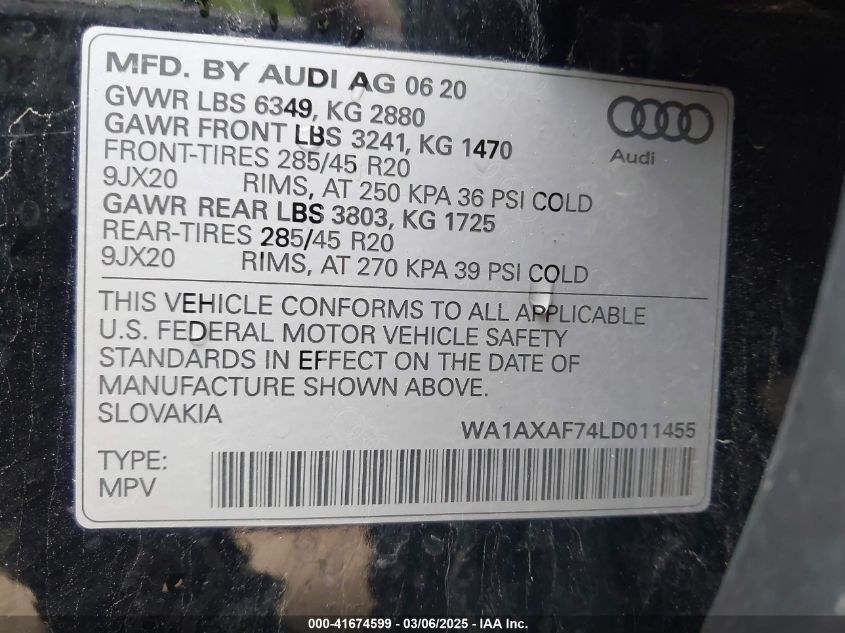 MFD. BY AUDI AG 06 20
GVWR LBS 6349, KG 2880
GAWR FRONT LBS 3241, KG 1470
FRONT-TIRES 285/45 R20
9JX20 RIMS, AT 250 KPA 36 PSI COLD
GAWR REAR LBS 3803, KG 1725
REAR-TIRES 285/45 R20
9JX20 RIMS, AT 270 KPA 39 PSI COLD
Audi
THIS VEHICLE CONFORMS TO ALL APPLICABLE
U.S. FEDERAL MOTOR VEHICLE SAFETY
STANDARDS IN EFFECT ON THE DATE OF
MANUFACTURE SHOWN ABOVE.
SLOVAKIA
WA1AXAF74LD011455
TYPE:
MPV
000-41674599 - 03/06/2025 - IAA Inc.